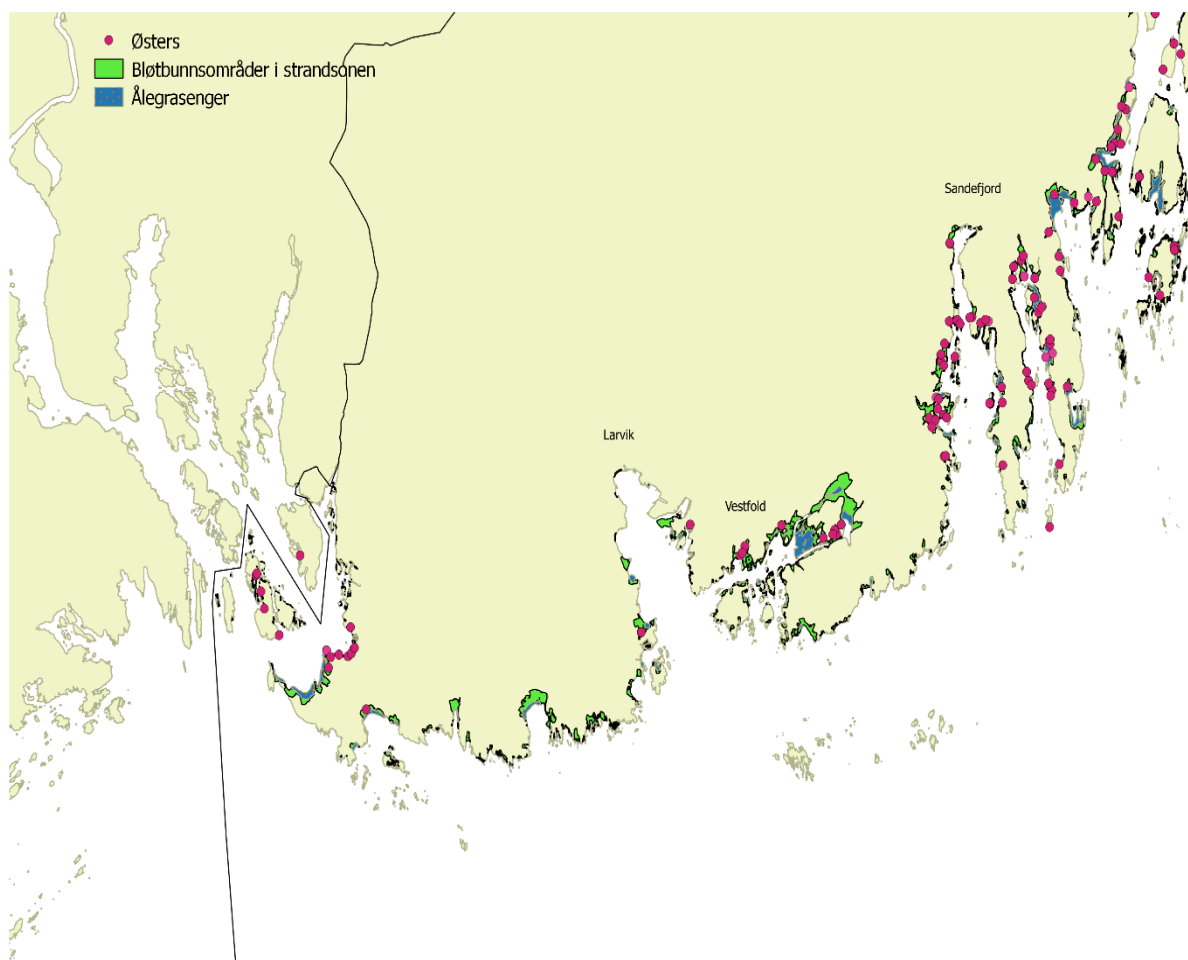 Østers
Bløtbunnsområder i strandsonen
Ålegrasenger
Sandefjord
Larvik
Vestfold